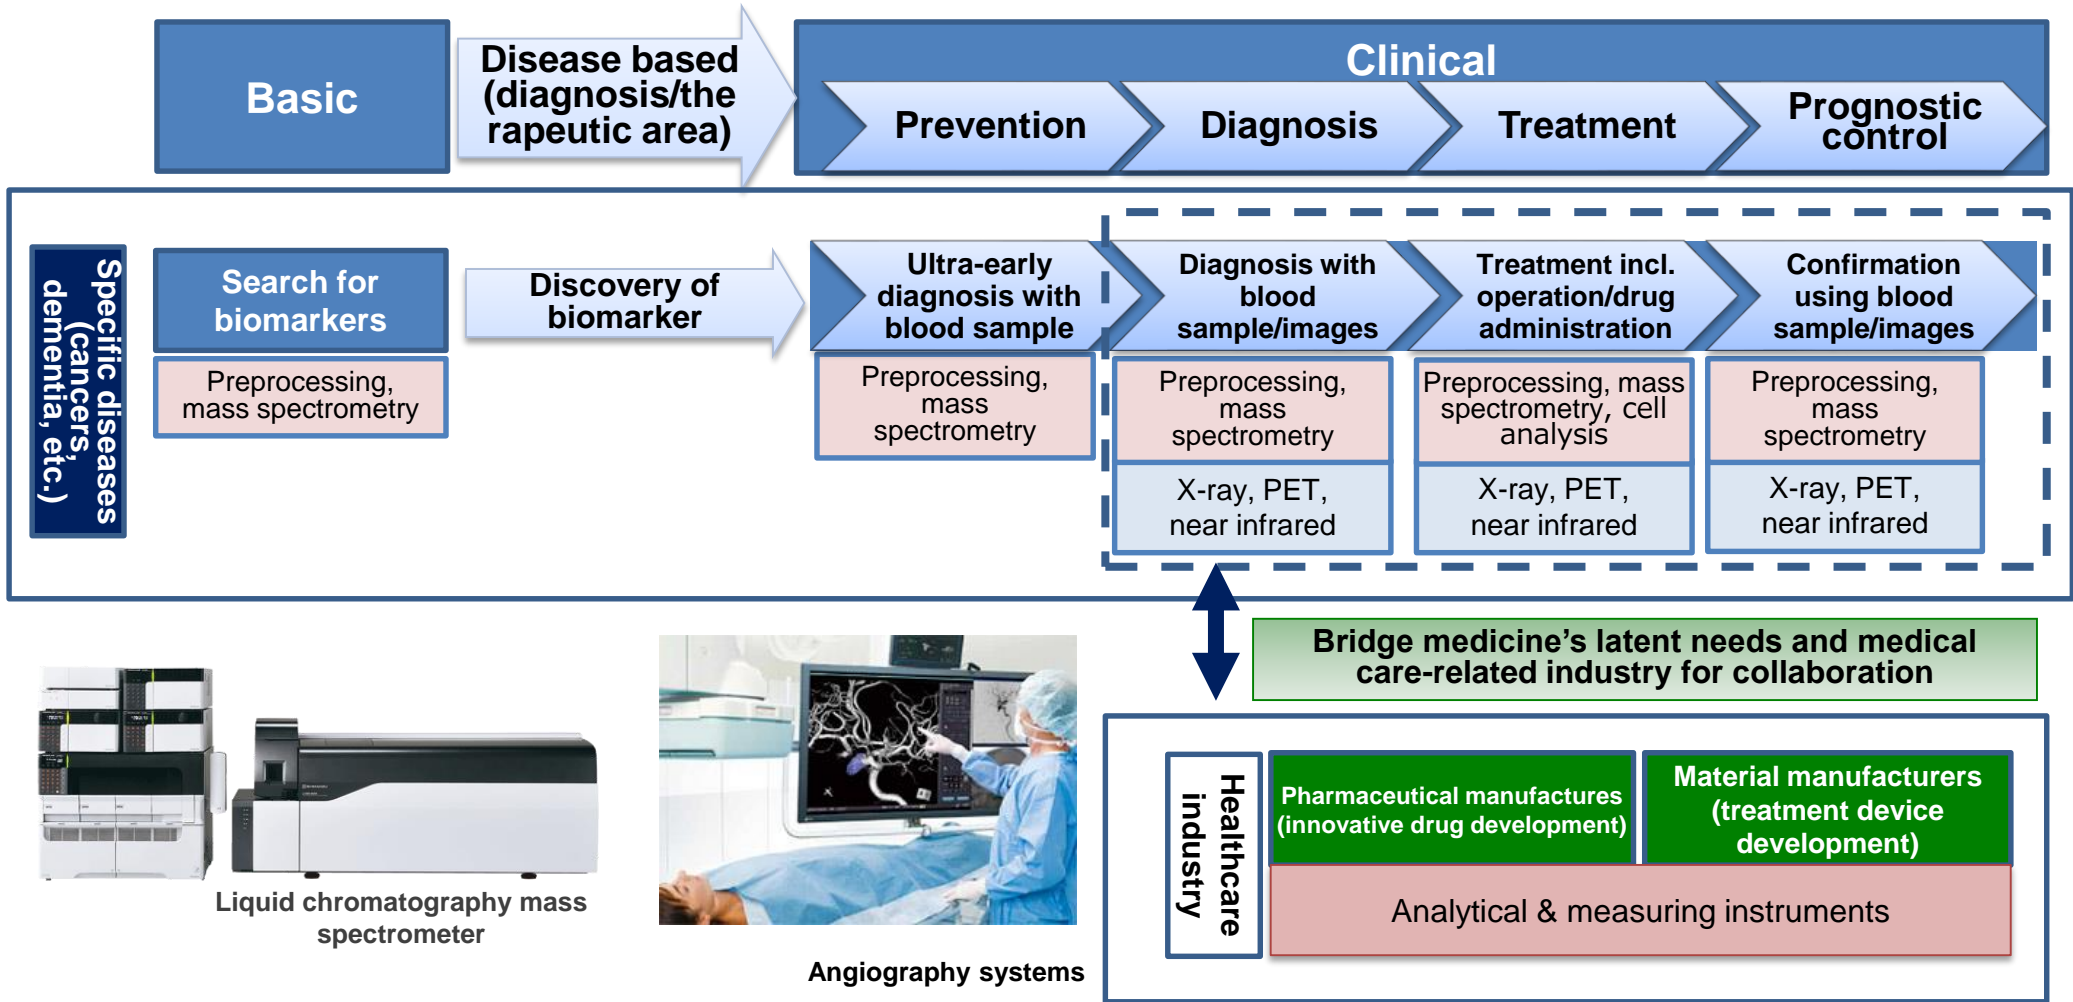 Basic
Disease based
(diagnosis/the
rapeutic area)
Clinical
Prevention
Diagnosis
Treatment
Prognostic
control
Specific diseases
(cancers,
dementia, etc.)
Search for
biomarkers
Preprocessing,
mass spectrometry
Discovery of
biomarker
Ultra-early
diagnosis with
blood sample
Preprocessing,
mass
spectrometry
Diagnosis with
blood
sample/images
Preprocessing,
mass
spectrometry
X-ray, PET,
near infrared
Treatment incl.
operation/drug
administration
Preprocessing, mass
spectrometry, cell
analysis
X-ray, PET,
near infrared
Confirmation
using blood
sample/images
Preprocessing,
mass
spectrometry
X-ray, PET,
near infrared
Bridge medicine’s latent needs and medical
care-related industry for collaboration
Liquid chromatography mass
spectrometer
Angiography systems
Healthcare
industry
Pharmaceutical manufactures
(innovative drug development)
Material manufacturers
(treatment device
development)
Analytical & measuring instruments